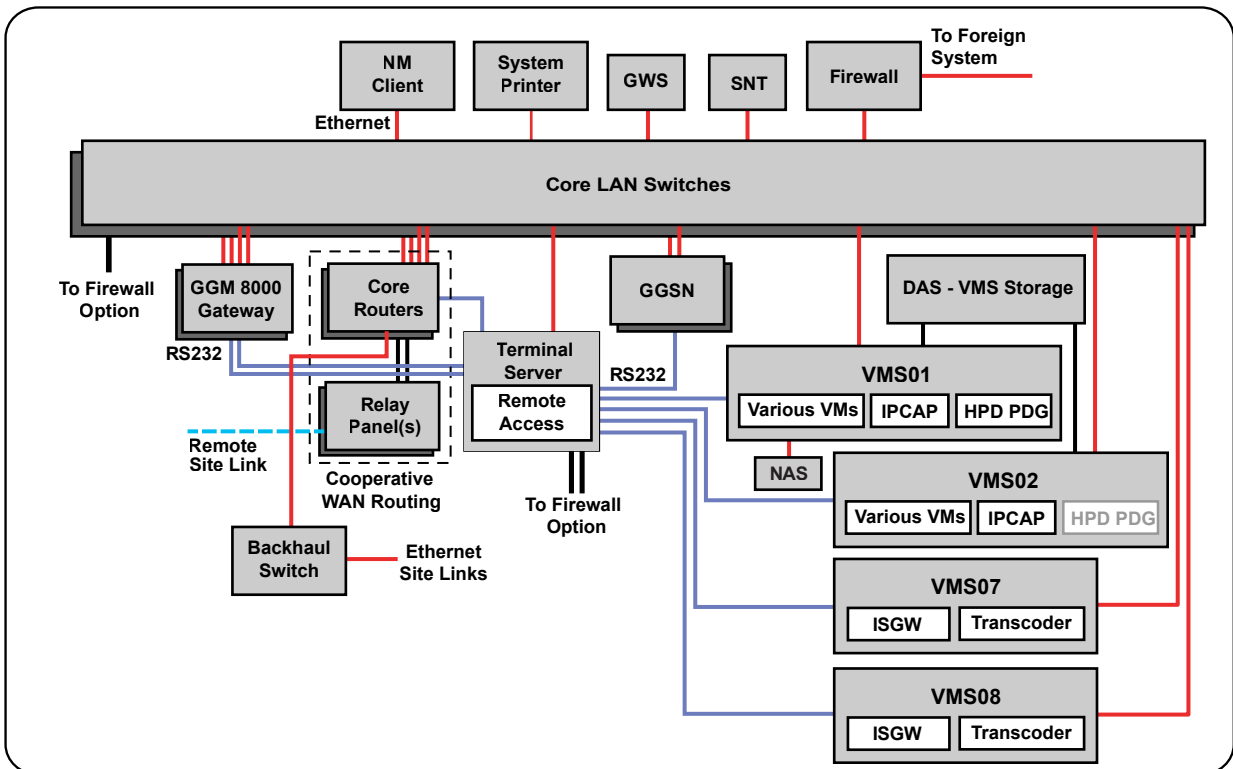 To Foreign
System
NM
Client
System
Printer
GWS
SNT
Firewall
Ethernet
Core LAN Switches
To Firewall
Option
GGM 8000
Gateway
Core
Routers
GGSN
DAS - VMS Storage
RS232
Terminal
Server
Remote
Access
RS232
VMS01
Various VMs
IPCAP
HPD PDG
Relay
Panel(s)
Remote
Site Link
Cooperative
WAN Routing
NAS
To Firewall
Option
VMS02
Various VMs
IPCAP
HPD PDG
Backhaul
Switch
Ethernet
Site Links
VMS07
ISGW
Transcoder
VMS08
ISGW
Transcoder